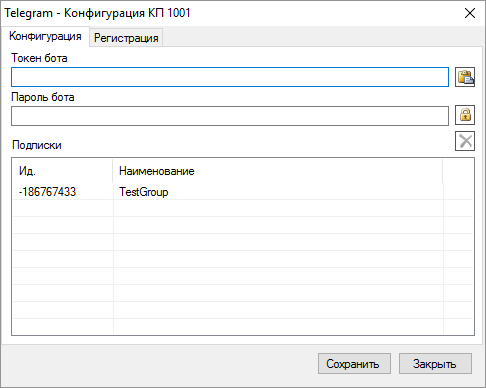 Telegram - Конфигурация КП 1001
Конфигурация Регистрация
Токен бота
Пароль бота
Подписки
Ид. Наименование
-186767433 TestGroup
Сохранить Закрыть